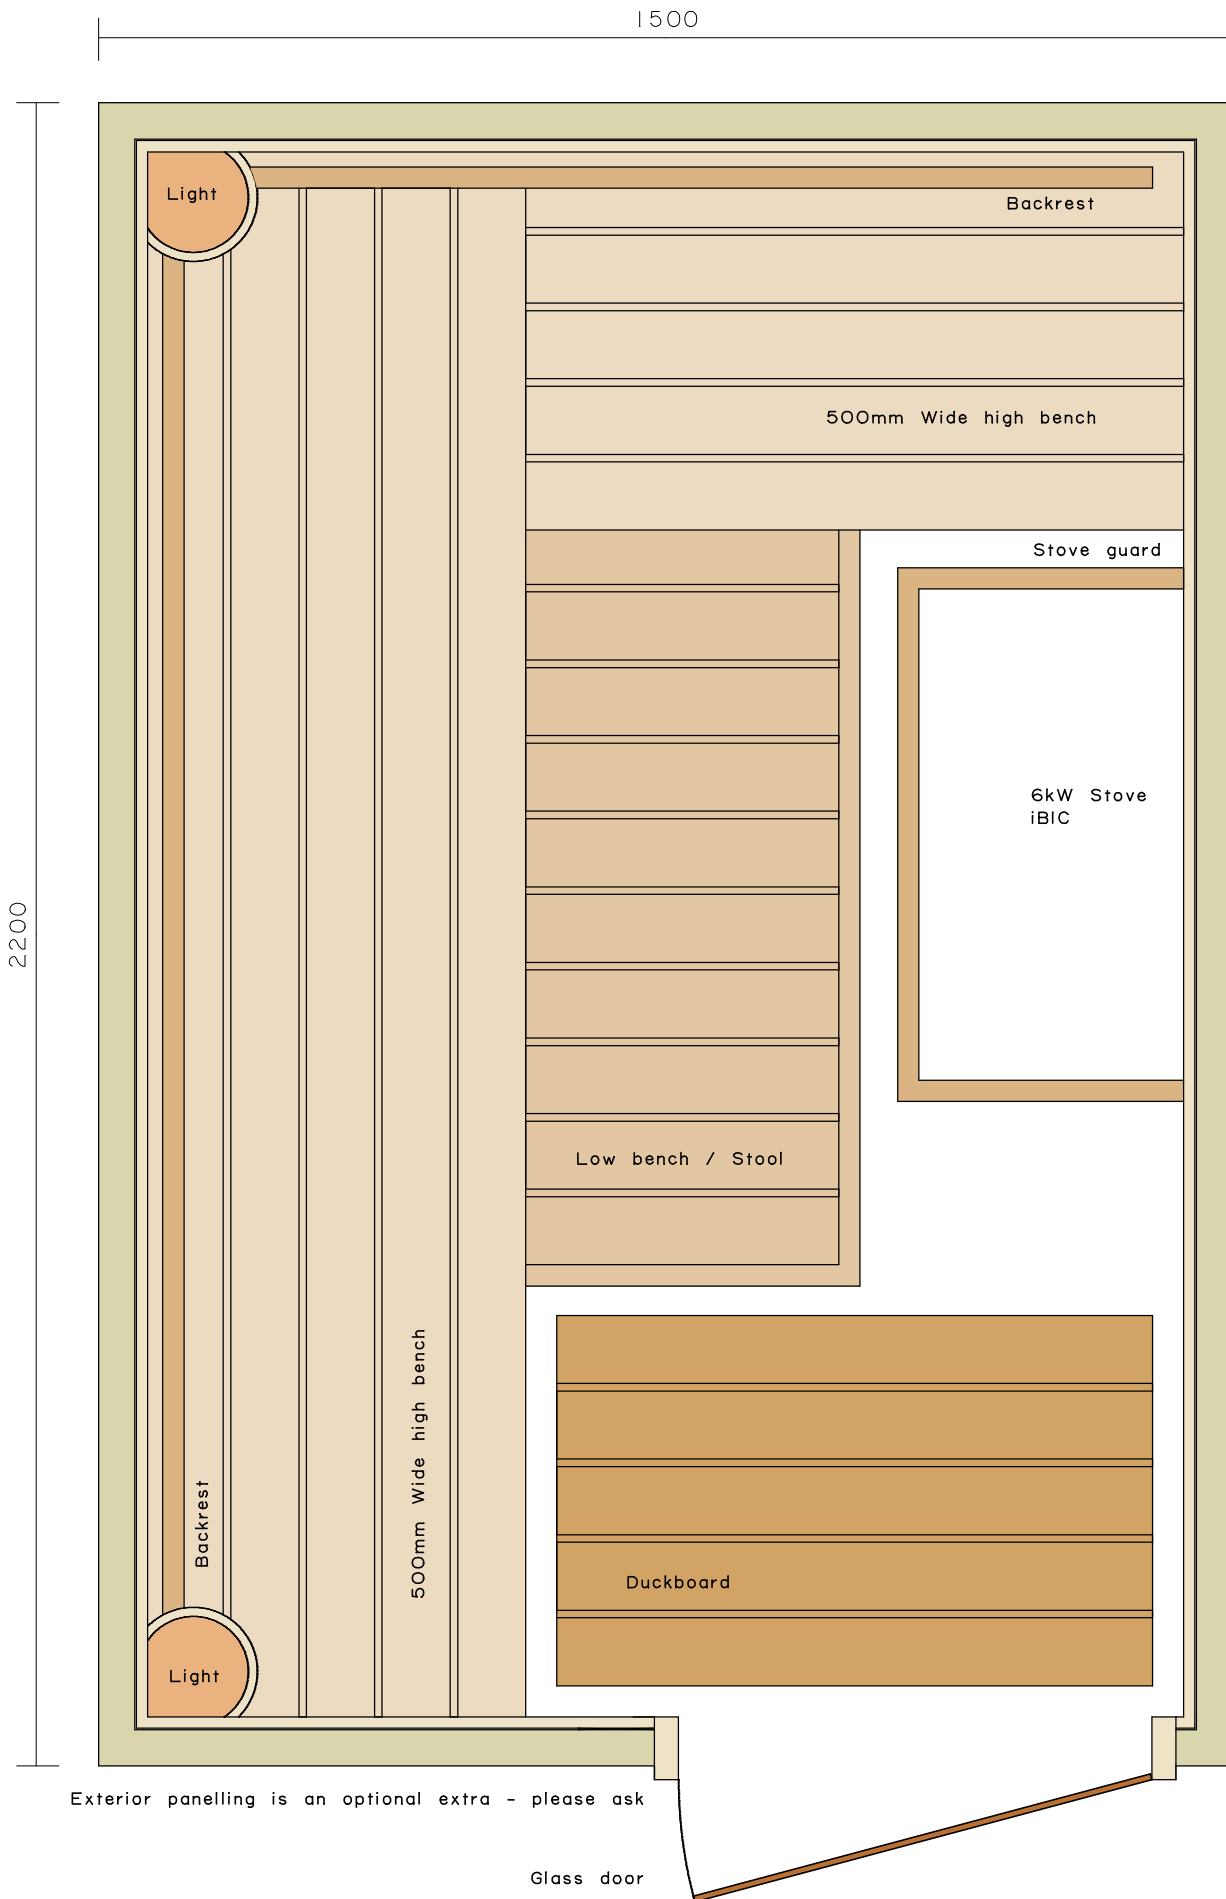 1500
Light
Backrest
500mm Wide high bench
Stove guard
6kW Stove
iBIC
2200
Low bench / Stool
500mm Wide high bench
Backrest
Duckboard
Light
Exterior panelling is an optional extra - please ask
Glass door